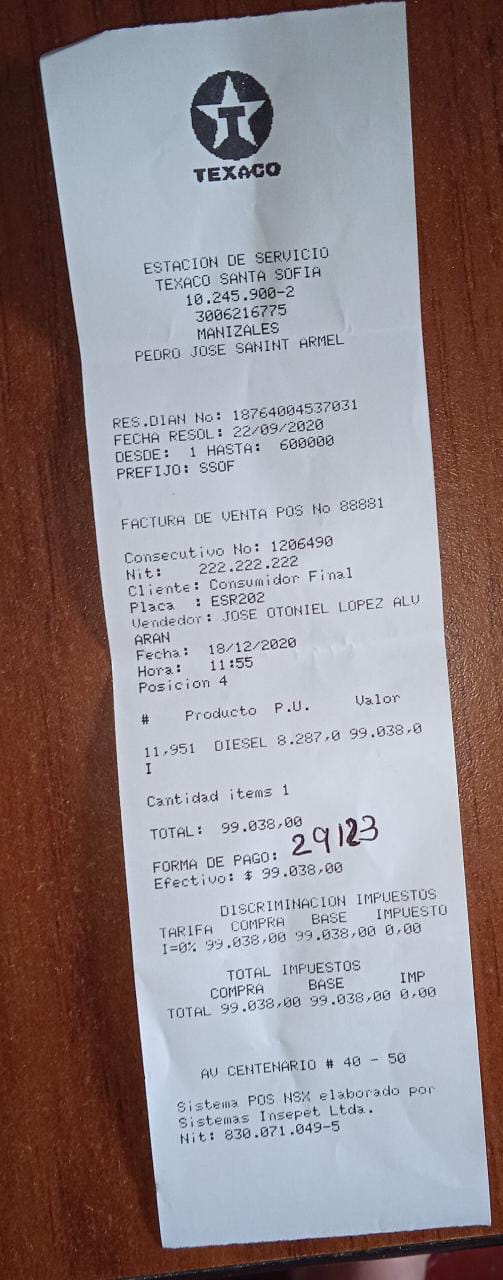 T
TEXACO
ESTACION DE SERVICIO
TEXACO SANTA SOFIA
10.245.900-2
3006216775
MANIZALES
PEDRO JOSE SANINT ARMEL
RES.DIAN No: 18764004537031
FECHA RESOL: 22/09/2020
DESDE: 1 HASTA: 600000
PREFIJO: SSOF
FACTURA DE VENTA POS No 88881
Consecutivo No: 1206490
Nit: 222.222.222
Cliente: Consumidor Final
Placa : ESR202
Vendedor: JOSE OTONIEL LOPEZ ALV
ARAN
Fecha: 18/12/2020
Hora: 11:55
Posicion 4
# Producto P.U. Valor
11,951 DIESEL 8.287,0 99.038,0
I
Cantidad items 1
TOTAL: 99.038,00
29123
FORMA DE PAGO:
Efectivo: $ 99.038,00
DISCRIMINACION IMPUESTOS
TARIFA COMPRA BASE IMPUESTO
I=0% 99.038,00 99.038,00 0,00
TOTAL IMPUESTOS
COMPRA BASE IMP
TOTAL 99.038,00 99.038,00 0,00
AV CENTENARIO # 40 - 50
Sistema POS NSX elaborado por
Sistemas Insepet Ltda.
Nit: 830.071.049-5